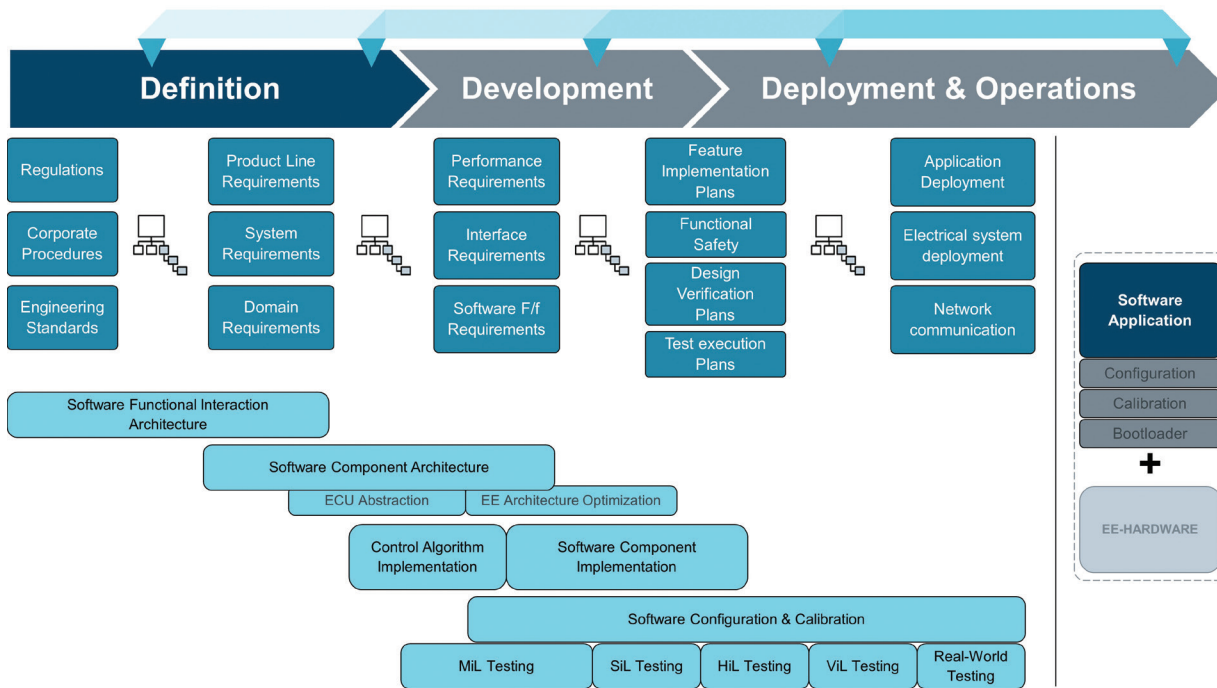 Definition
Development
Deployment & Operations
Regulations
Corporate
Procedures
Engineering
Standards
Product Line
Requirements
System
Requirements
Domain
Requirements
Performance
Requirements
Interface
Requirements
Software F/f
Requirements
Feature
Implementation
Plans
Functional
Safety
Design
Verification
Plans
Test execution
Plans
Application
Deployment
Electrical system
deployment
Network
communication
Software Functional Interaction
Architecture
Software Component Architecture
ECU Abstraction
EE Architecture Optimization
Control Algorithm
Implementation
Software Component
Implementation
Software Configuration & Calibration
MiL Testing
SiL Testing
HiL Testing
ViL Testing
Real-World
Testing
Software
Application
Configuration
Calibration
Bootloader
+
EE-HARDWARE